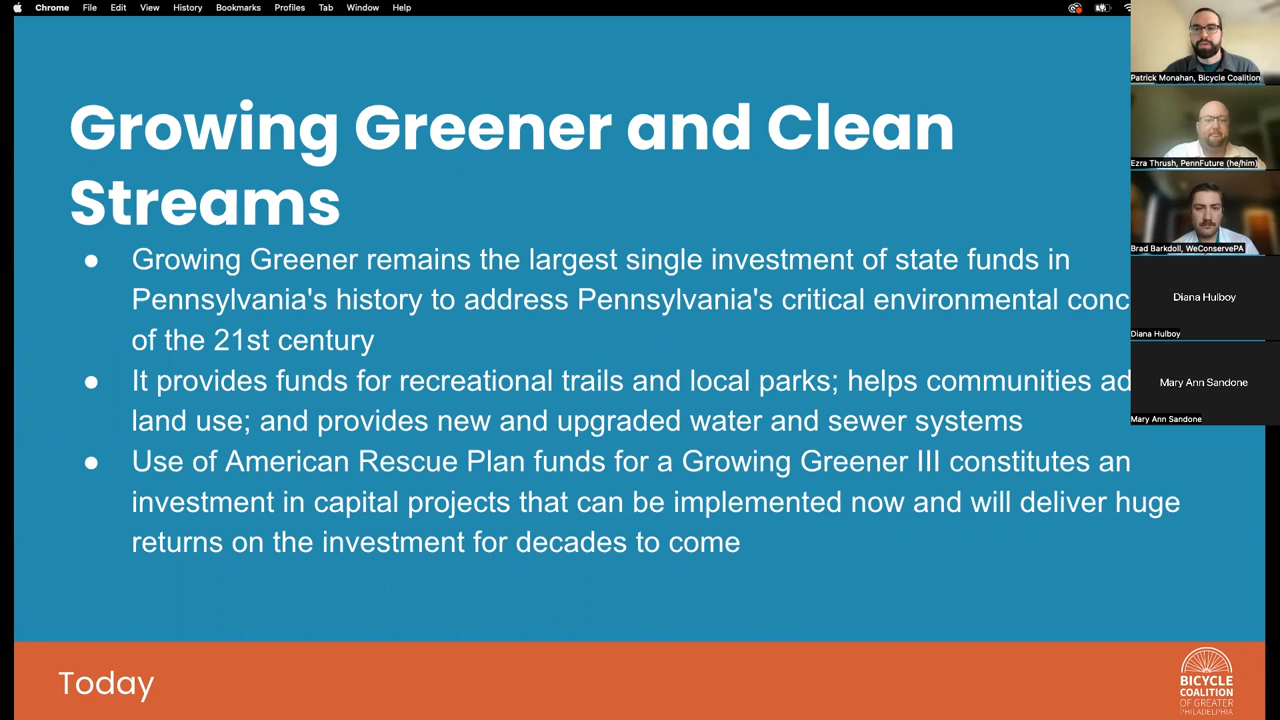 Chrome File Edit View History Bookmarks Profiles Tab Window Help
Growing Greener and Clean
Streams
● Growing Greener remains the largest single investment of state funds in
Pennsylvania's history to address Pennsylvania's critical environmental conc
of the 21st century
● It provides funds for recreational trails and local parks; helps communities ad
land use; and provides new and upgraded water and sewer systems
● Use of American Rescue Plan funds for a Growing Greener III constitutes an
investment in capital projects that can be implemented now and will deliver huge
returns on the investment for decades to come
Today
BICYCLE
COALITION
OF GREATER
PHILADELPHIA
Patrick Monahan, Bicycle Coalition
Ezra Thrush, PennFuture (he/him)
Brad Barkdoll, WeConservePA
Diana Hulboy
Diana Hulboy
Mary Ann Sandone
Mary Ann Sandone